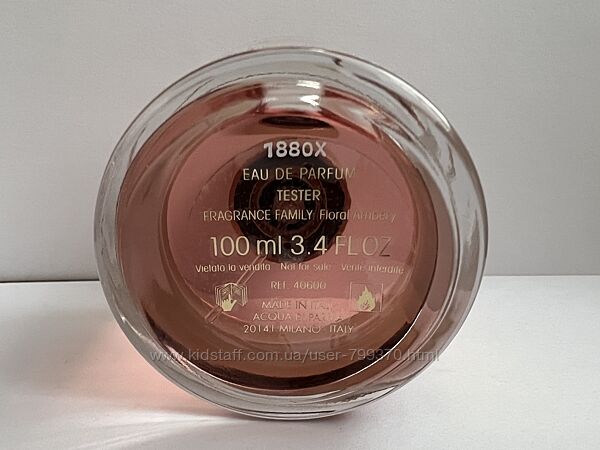 1880X
EAU DE PARFUM
TESTER
FRAGRANCE FAMILY: Floral Ambery
100 ml 3.4 FL OZ
Vietata la vendita - Not for sale - Vente interdite
REF. 40600
MADE IN ITALY
ACQUA DI PARMA
20141 MILANO - ITALY
www.kidstaff.com.ua/user-799370.html